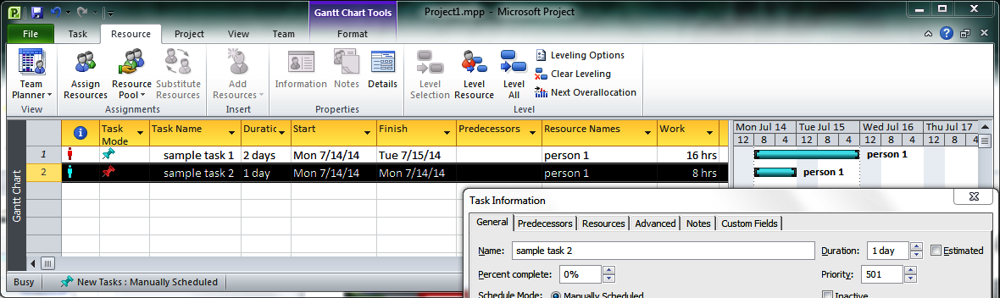 Gantt Chart Tools
Project1.mpp - Microsoft Project
File Task Resource Project View Team Format
Team Planner
Assign Resources
Resource Pool
Substitute Resources
Add Resources
Information
Notes
Details
Level Selection
Level Resource
Level All
Leveling Options
Clear Leveling
Next Overallocation
View Assignments Insert Properties Level
Task Mode Task Name Duratic Start Finish Predecessors Resource Names Work
Mon Jul 14 Tue Jul 15 Wed Jul 16 Thu Jul 17
12 8 4 12 8 4 12 8 4 12 8 4
1 sample task 1 2 days Mon 7/14/14 Tue 7/15/14 person 1 16 hrs person 1
2 sample task 2 1 day Mon 7/14/14 Mon 7/14/14 person 1 8 hrs person 1
Gantt Chart
Task Information
General Predecessors Resources Advanced Notes Custom Fields
Name: sample task 2 Duration: 1 day Estimated
Percent complete: 0% Priority: 501
Schedule Mode: Manually Scheduled Inactive
Busy New Tasks : Manually Scheduled